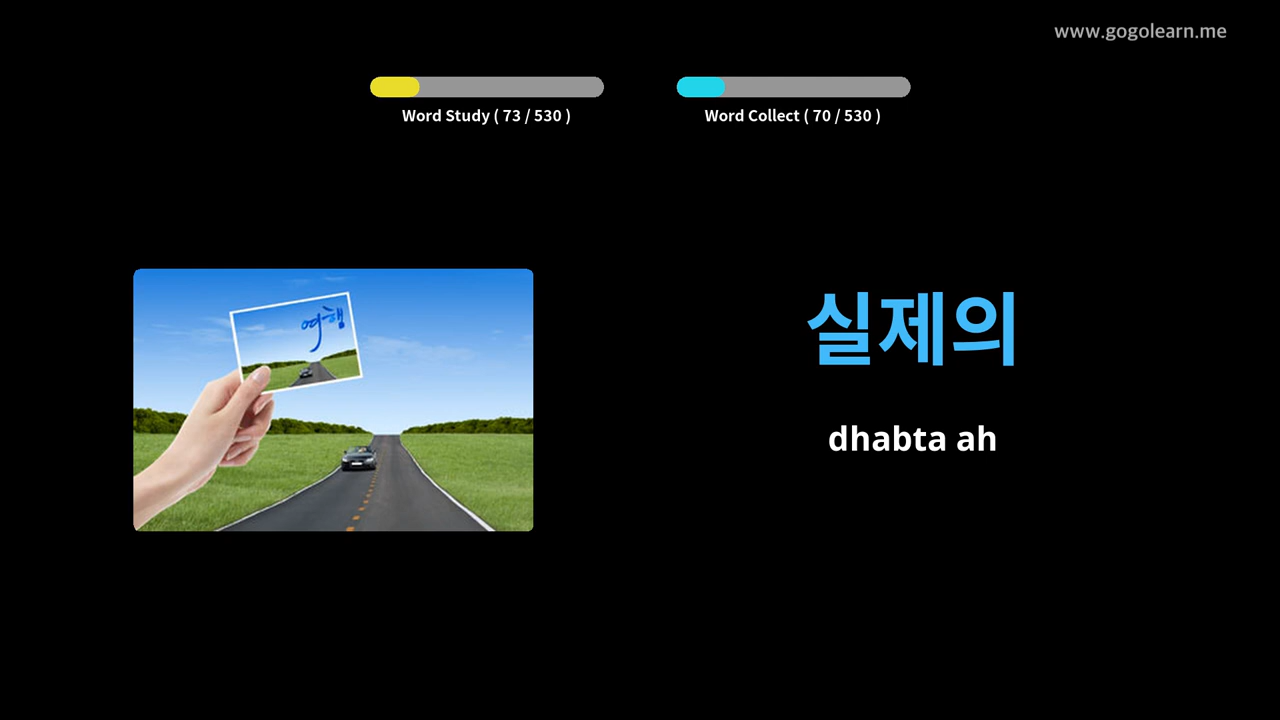 www.gogolearn.me
Word Study ( 73 / 530 )
Word Collect ( 70 / 530 )
여행
실제의
dhabta ah